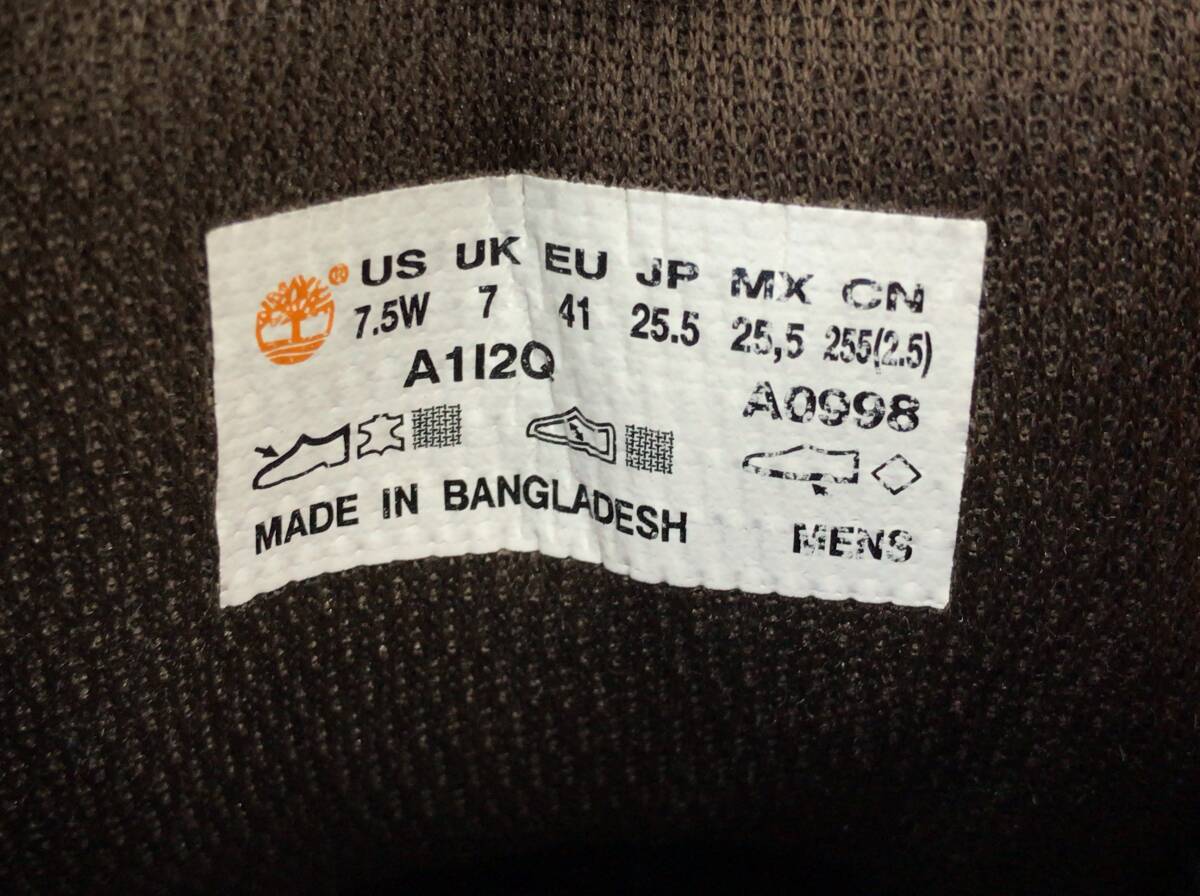 ® US UK EU JP MX CN
7.5W 7 41 25.5 25,5 255(2.5)
A1I2Q A0998
MADE IN BANGLADESH MENS